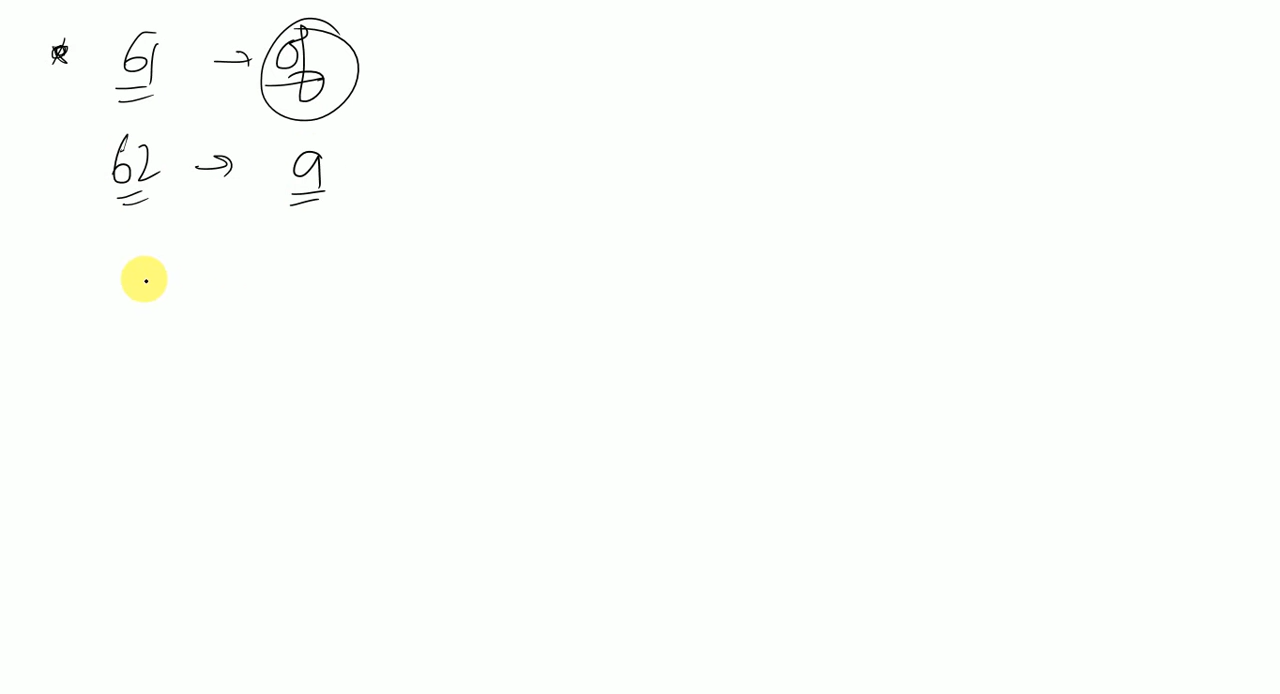 * 61 →
62 → 9